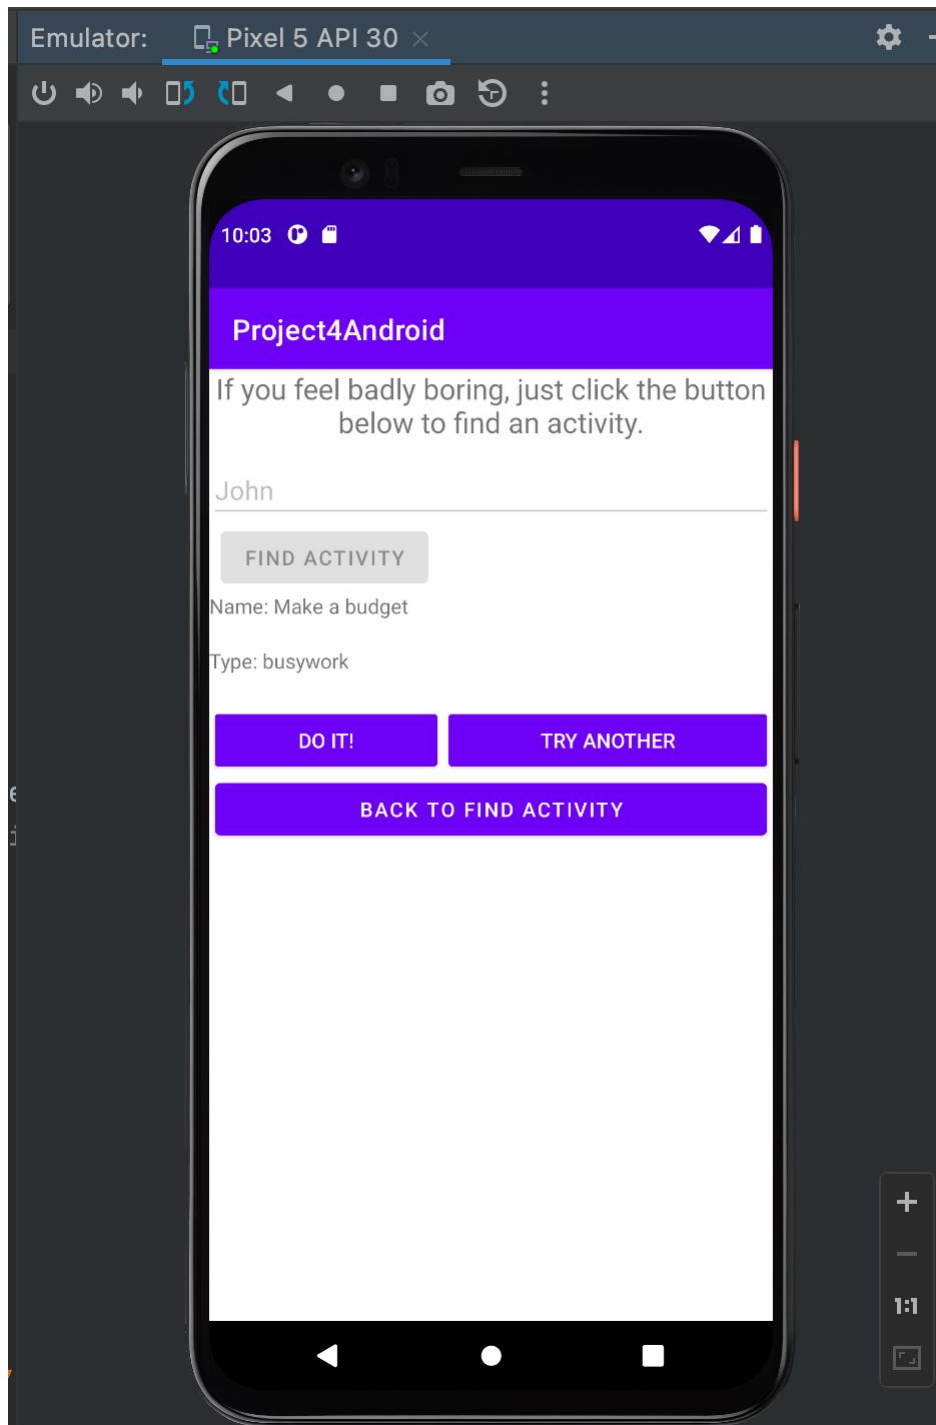 Emulator: Pixel 5 API 30
10:03
Project4Android
If you feel badly boring, just click the button
below to find an activity.
John
FIND ACTIVITY
Name: Make a budget
Type: busywork
DO IT! TRY ANOTHER
BACK TO FIND ACTIVITY
1:1